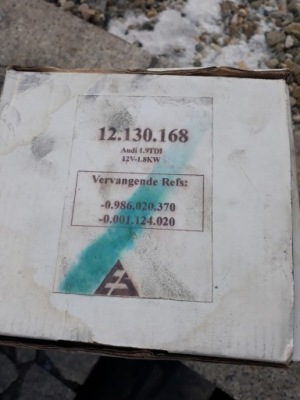 12.130.168
Audi 1.9TDI
12V-1.8KW
Vervangende Refs:
-0.986.020.370
-0.001.124.020